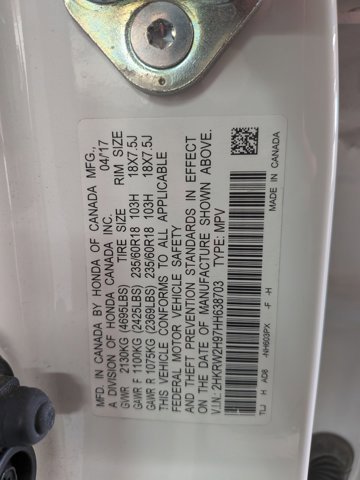 MFD. IN CANADA BY HONDA OF CANADA MFG.,
A DIVISION OF HONDA CANADA INC. 04/17
TIRE SIZE RIM SIZE
GVWR 2130KG (4695LBS)
GAWR F 1100KG (2425LBS) 235/60R18 103H 18X7.5J
GAWR R 1075KG (2369LBS) 235/60R18 103H 18X7.5J
THIS VEHICLE CONFORMS TO ALL APPLICABLE
FEDERAL MOTOR VEHICLE SAFETY
AND THEFT PREVENTION STANDARDS IN EFFECT
ON THE DATE OF MANUFACTURE SHOWN ABOVE.
V.I.N.: 2HKRW2H97HH638703 TYPE: MPV
-NH603PX -F -H
TLJ H AD8 MADE IN CANADA